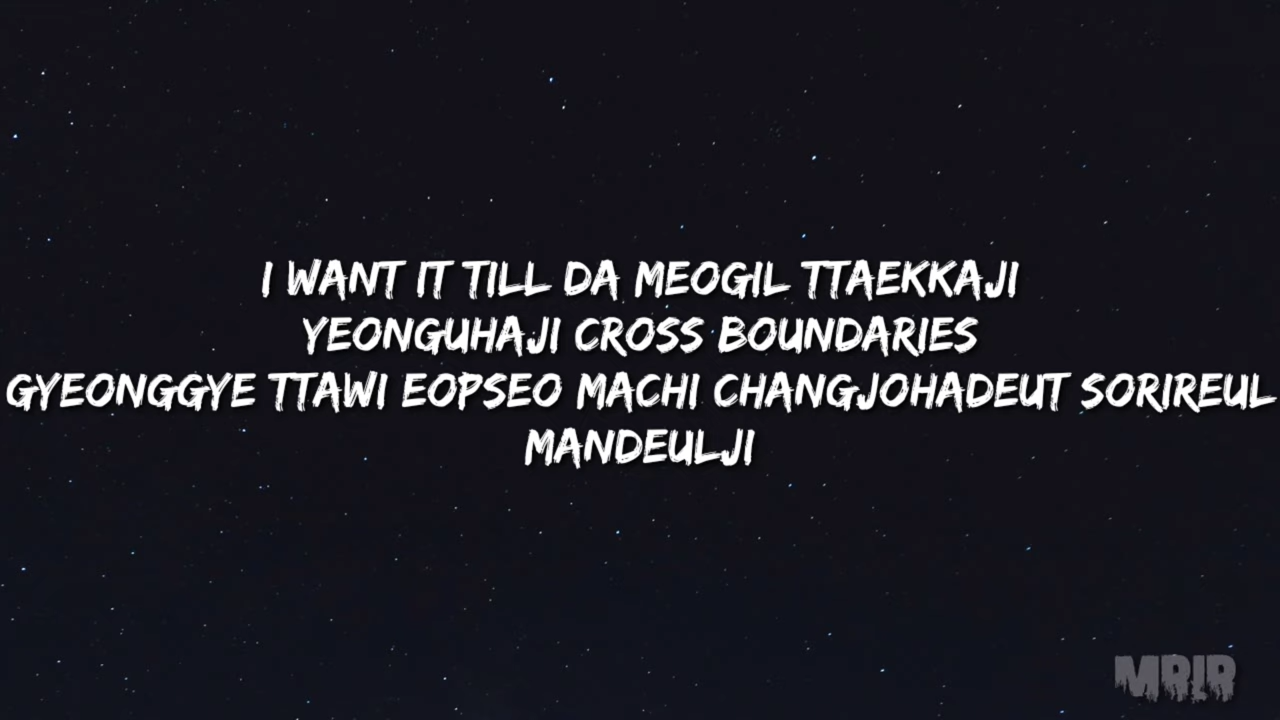 I WANT IT TILL DA MEOGIL TTAEKKAJI
YEONGUHAJI CROSS BOUNDARIES
GYEONGGYE TTAWI EOPSEO MACHI CHANGJOHADEUT SORIREUL
MANDEULJI
MRIR